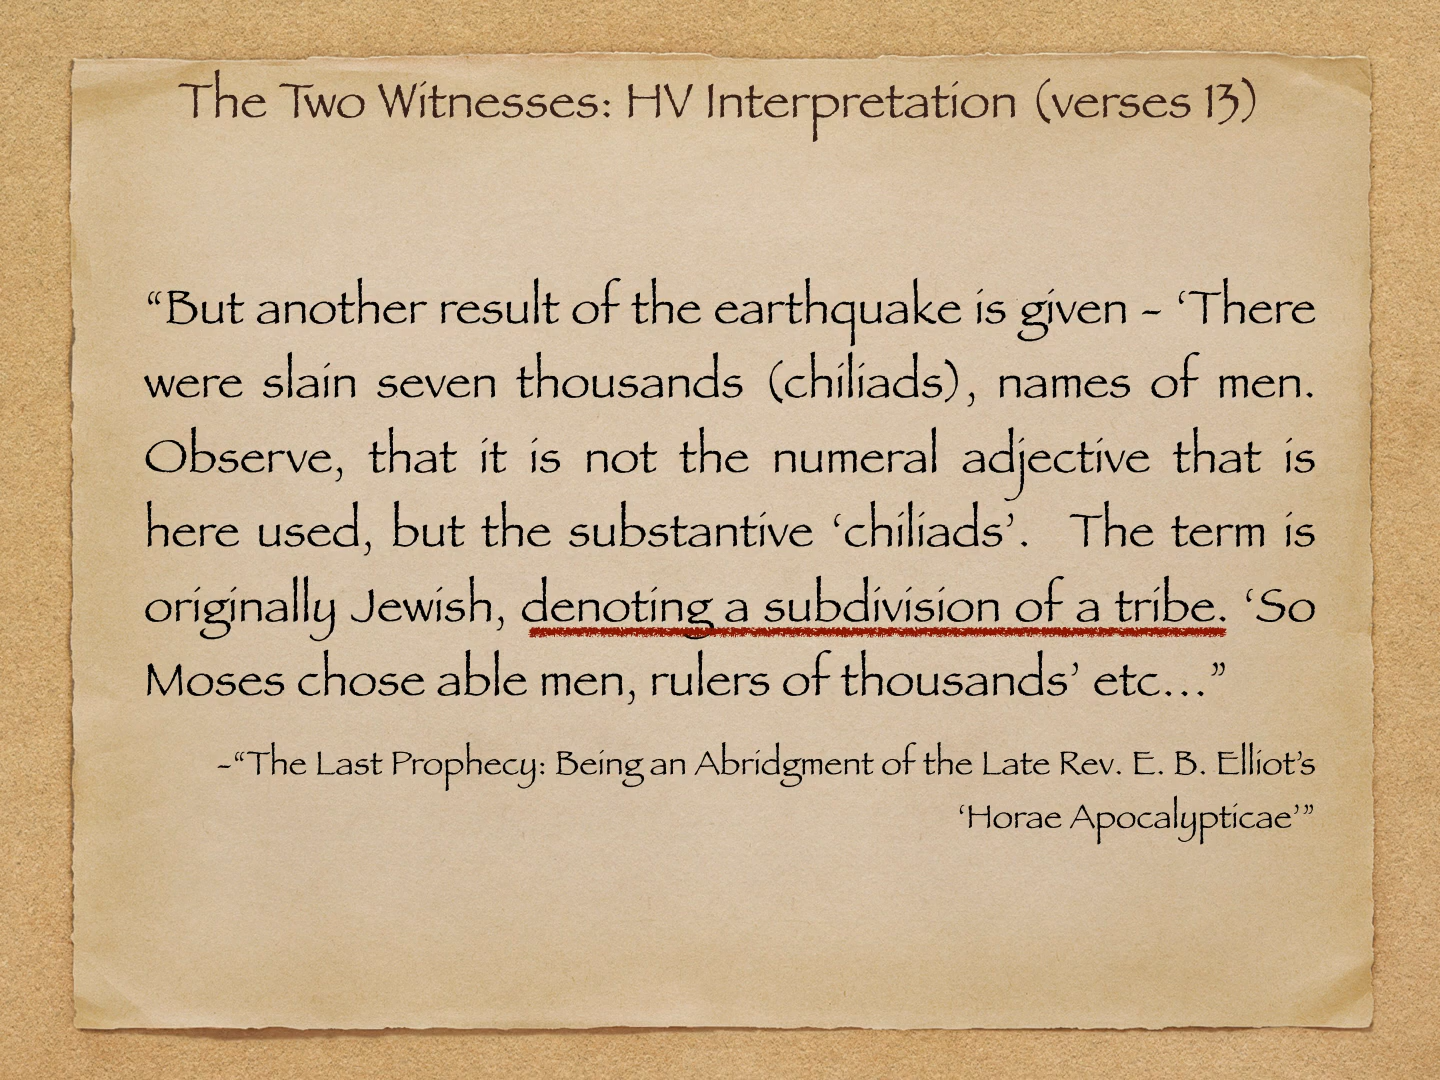 The Two Witnesses: HV Interpretation (verses 13)
“But another result of the earthquake is given - ‘There
were slain seven thousands (chiliads), names of men.
Observe, that it is not the numeral adjective that is
here used, but the substantive ‘chiliads’. The term is
originally Jewish, denoting a subdivision of a tribe. ‘So
Moses chose able men, rulers of thousands’ etc…”
-“The Last Prophecy: Being an Abridgment of the Late Rev. E. B. Elliot’s
‘Horae Apocalypticae’”